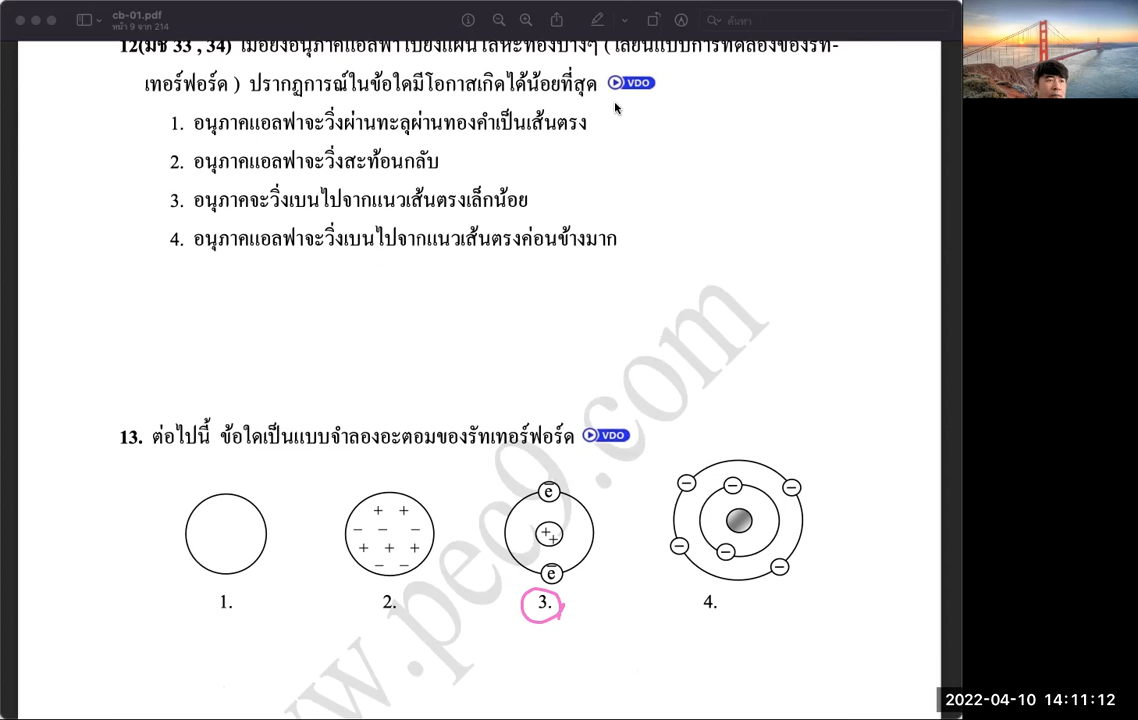 cb-01.pdf
หน้า 9 จาก 214
ค้นหา
12(มช 33 , 34) เมื่อยิงอนุภาคแอลฟาไปยังแผ่นโลหะทองบางๆ ( เลียนแบบการทดลองของรัท-
เทอร์ฟอร์ด ) ปรากฏการณ์ในข้อใดมีโอกาสเกิดได้น้อยที่สุด VDO
1. อนุภาคแอลฟาจะวิ่งผ่านทะลุผ่านทองคำเป็นเส้นตรง
2. อนุภาคแอลฟาจะวิ่งสะท้อนกลับ
3. อนุภาคจะวิ่งเบนไปจากแนวเส้นตรงเล็กน้อย
4. อนุภาคแอลฟาจะวิ่งเบนไปจากแนวเส้นตรงค่อนข้างมาก
13. ต่อไปนี้ ข้อใดเป็นแบบจำลองอะตอมของรัทเทอร์ฟอร์ด VDO
+ +
− − −
+ + +
− −
e
+ +
e
− − −
− − −
1. 2. 3. 4.
www.pec9.com
2022-04-10 14:11:12